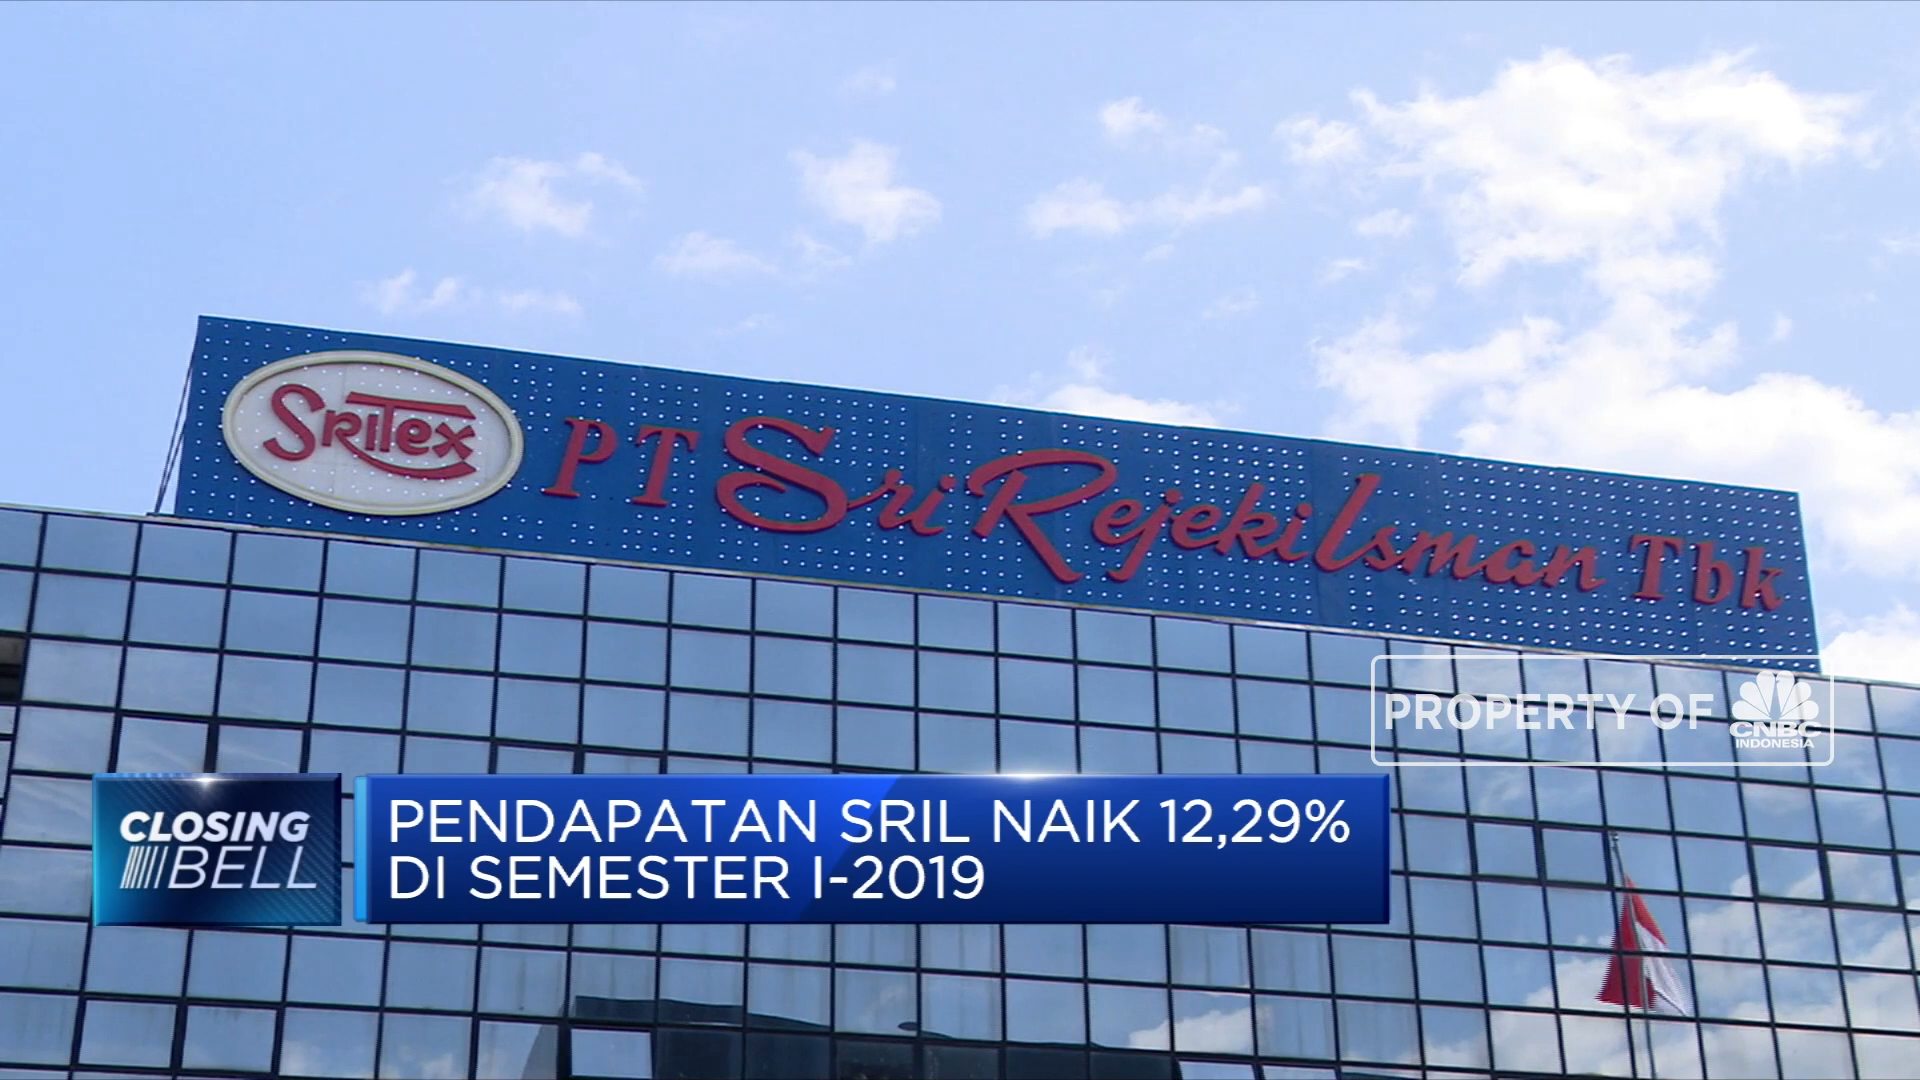 SRITex
PT Sri Rejeki Isman Tbk
PROPERTY OF CNBC
INDONESIA
CLOSING
BELL
PENDAPATAN SRIL NAIK 12,29%
DI SEMESTER I-2019